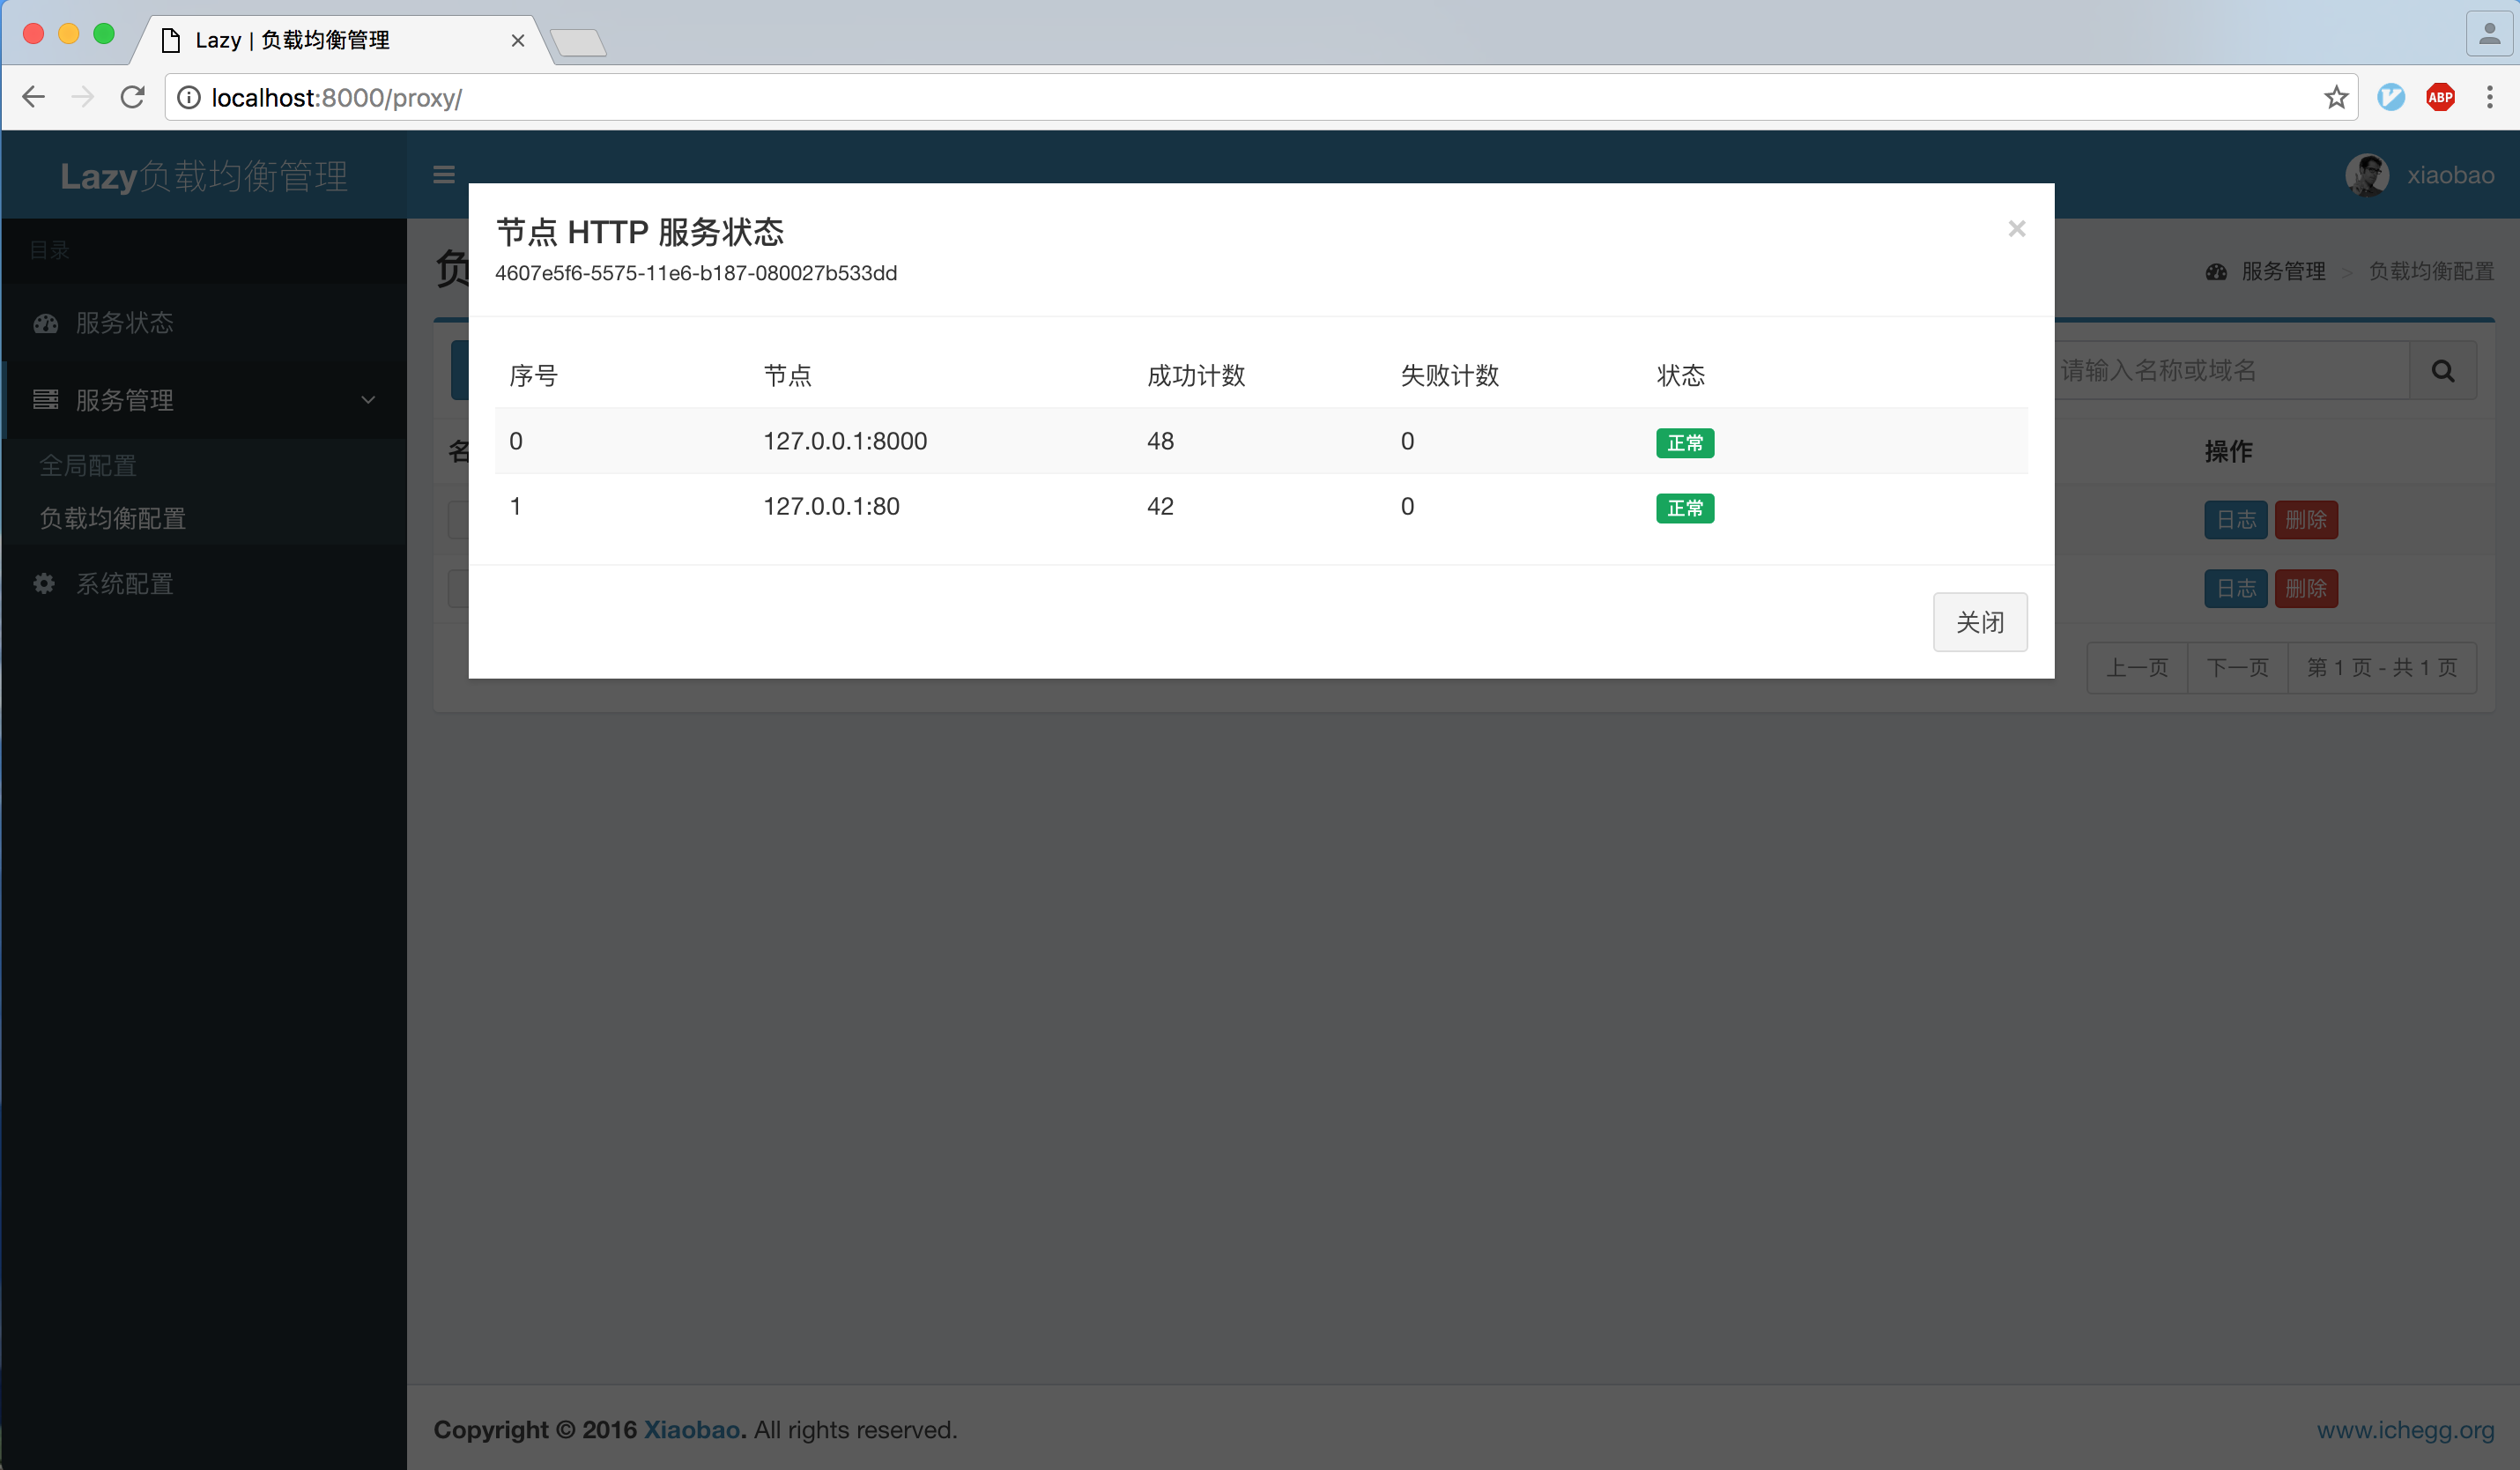 Lazy | 负载均衡管理
localhost:8000/proxy/
ABP
Lazy负载均衡管理
xiaobao
目录
服务状态
服务管理
全局配置
负载均衡配置
系统配置
负
服务管理 > 负载均衡配置
请输入名称或域名
名
操作
日志 删除
日志 删除
上一页 下一页 第 1 页 - 共 1 页
节点 HTTP 服务状态
×
4607e5f6-5575-11e6-b187-080027b533dd
序号 节点 成功计数 失败计数 状态
0 127.0.0.1:8000 48 0 正常
1 127.0.0.1:80 42 0 正常
关闭
Copyright © 2016 Xiaobao. All rights reserved.
www.ichegg.org